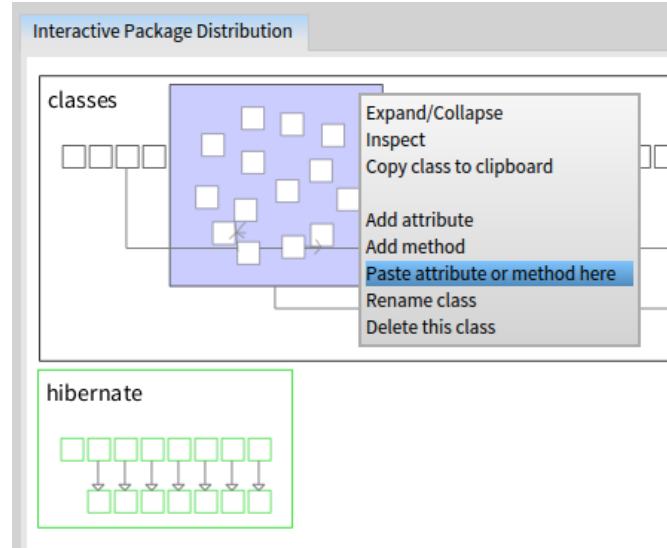 Interactive Package Distribution
classes
Expand/Collapse
Inspect
Copy class to clipboard
Add attribute
Add method
Paste attribute or method here
Rename class
Delete this class
hibernate